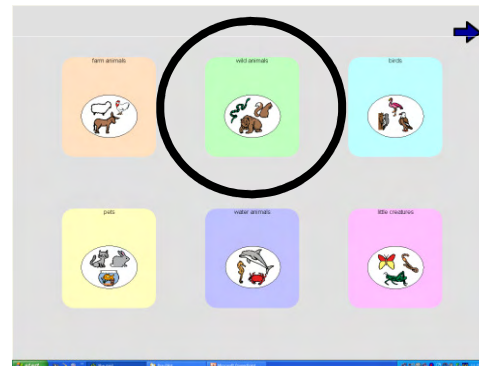 farm animals
wild animals
birds
pets
water animals
little creatures